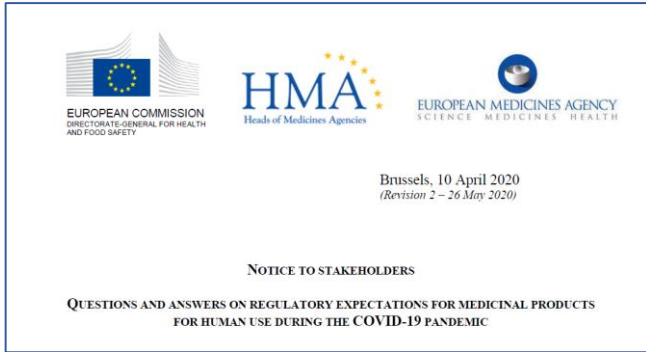 EUROPEAN COMMISSION
DIRECTORATE-GENERAL FOR HEALTH
AND FOOD SAFETY
HMA
Heads of Medicines Agencies
EUROPEAN MEDICINES AGENCY
SCIENCE MEDICINES HEALTH
Brussels, 10 April 2020
(Revision 2 – 26 May 2020)
NOTICE TO STAKEHOLDERS
QUESTIONS AND ANSWERS ON REGULATORY EXPECTATIONS FOR MEDICINAL PRODUCTS
FOR HUMAN USE DURING THE COVID-19 PANDEMIC